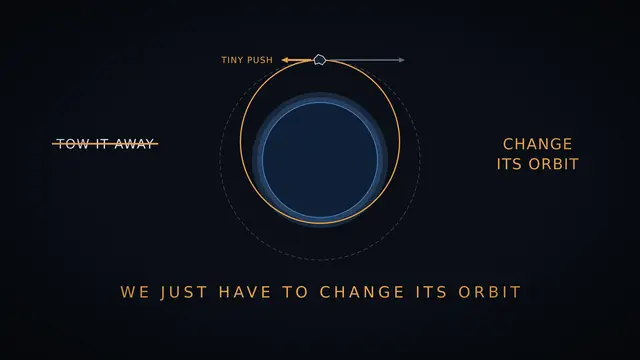 TINY PUSH
TOW IT AWAY
CHANGE
ITS ORBIT
WE JUST HAVE TO CHANGE ITS ORBIT